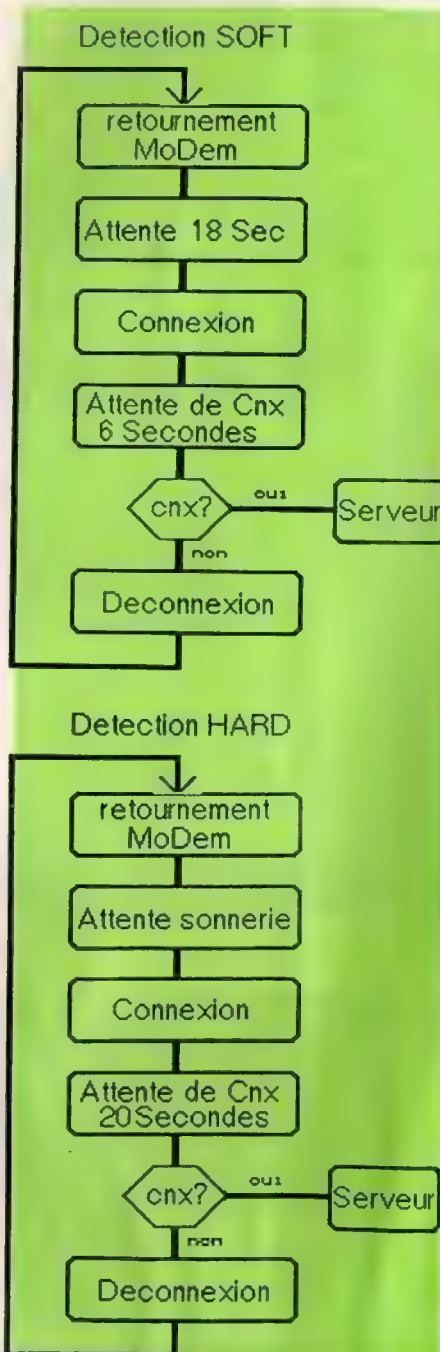 Detection SOFT
retournement
MoDem
Attente 18 Sec
Connexion
Attente de Cnx
6 Secondes
cnx?
oui
Serveur
non
Deconnexion
Detection HARD
retournement
MoDem
Attente sonnerie
Connexion
Attente de Cnx
20Secondes
cnx?
oui
Serveur
non
Deconnexion